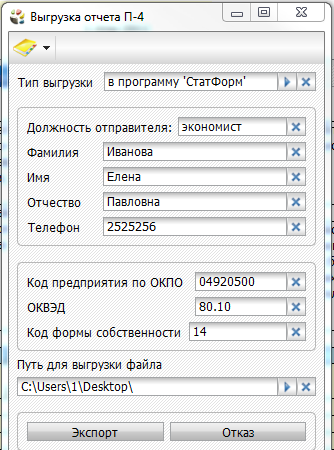 Выгрузка отчета П-4
Тип выгрузки в программу 'СтатФорм'
Должность отправителя: экономист
Фамилия Иванова
Имя Елена
Отчество Павловна
Телефон 2525256
Код предприятия по ОКПО 04920500
ОКВЭД 80.10
Код формы собственности 14
Путь для выгрузки файла
C:\Users\1\Desktop\
Экспорт Отказ